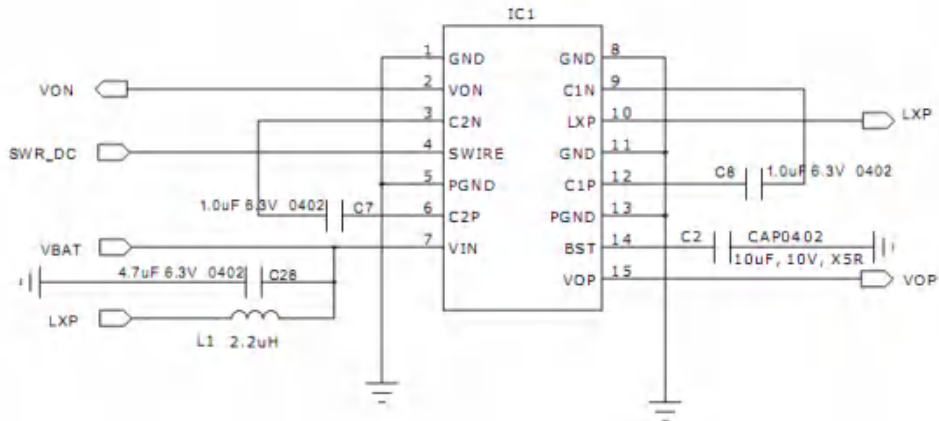 IC1
1 GND
2 VON
3 C2N
4 SWIRE
5 PGND
6 C2P
7 VIN
GND 8
C1N 9
LXP 10
GND 11
C1P 12
PGND 13
BST 14
VOP 15
VON
SWR_DC
1.0uF 6.3V 0402 C7
VBAT
4.7uF 6.3V 0402 C28
LXP
L1 2.2uH
LXP
C8 1.0uF 6.3V 0402
C2 CAP0402
10uF, 10V, X5R
VOP